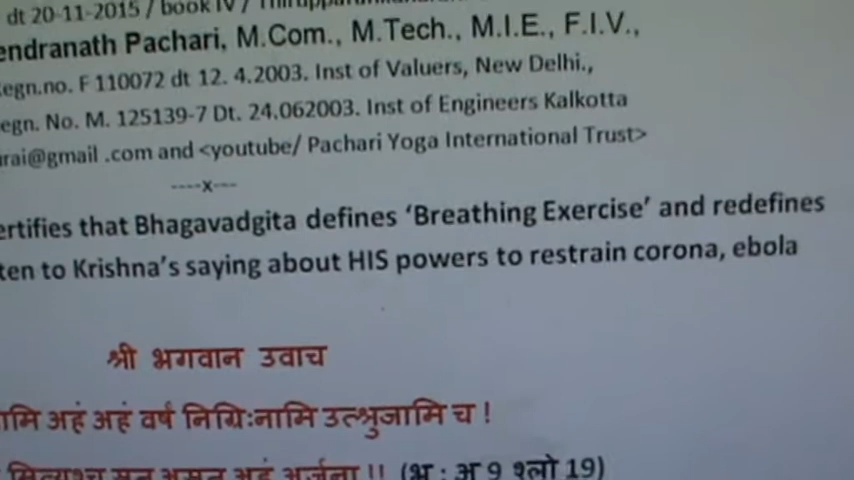 dt 20-11-2015 / book IV /
endranath Pachari, M.Com., M.Tech., M.I.E., F.I.V.,
egn.no. F 110072 dt 12. 4.2003. Inst of Valuers, New Delhi.,
egn. No. M. 125139-7 Dt. 24.062003. Inst of Engineers Kalkotta
urai@gmail .com and <youtube/ Pachari Yoga International Trust>
----x---
ertifies that Bhagavadgita defines ‘Breathing Exercise’ and redefines
ten to Krishna’s saying about HIS powers to restrain corona, ebola
श्री भगवान उवाच
ामि अहं अहं वर्षं निग्रिःनामि उत्श्रुजामि च !
अहं अर्जुना !! (भ : अ 9 श्लो 19)